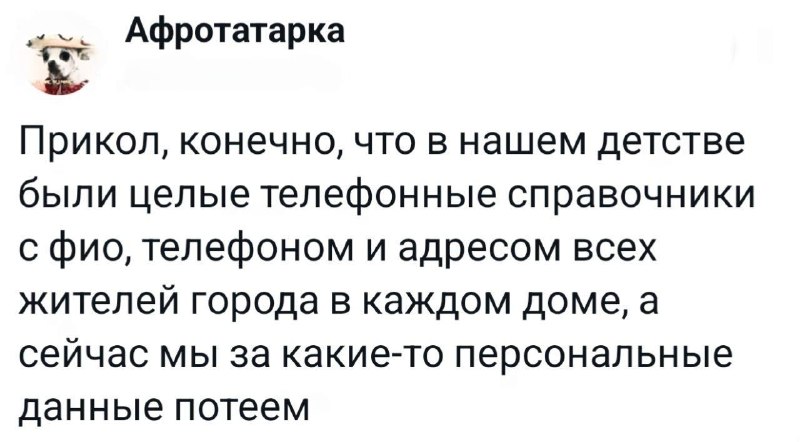 Афротатарка
Прикол, конечно, что в нашем детстве
были целые телефонные справочники
с фио, телефоном и адресом всех
жителей города в каждом доме, а
сейчас мы за какие-то персональные
данные потеем